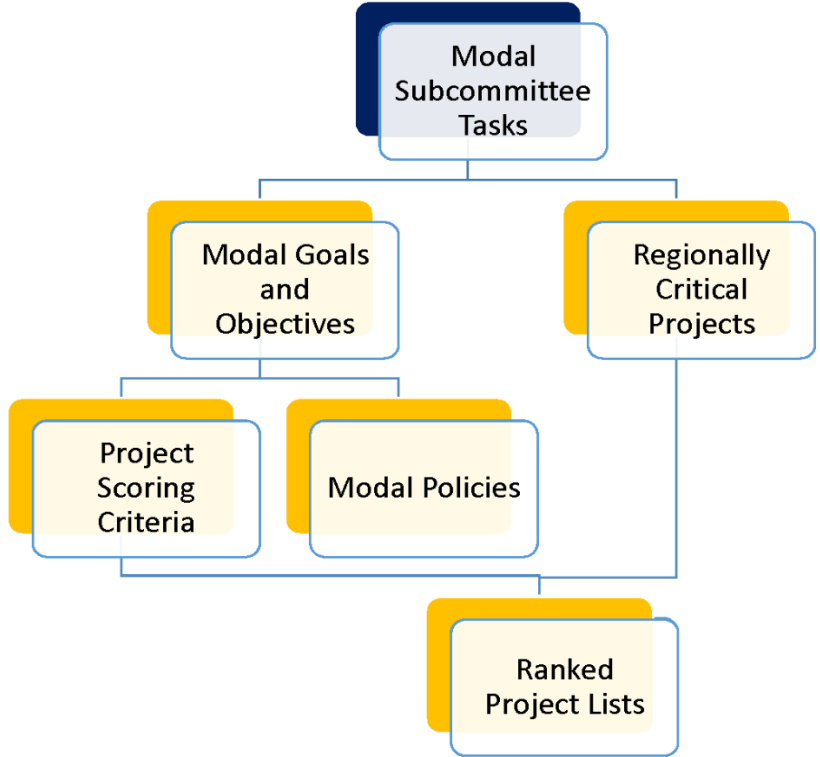 Modal
Subcommittee
Tasks
Modal Goals
and
Objectives
Regionally
Critical
Projects
Project
Scoring
Criteria
Modal Policies
Ranked
Project Lists